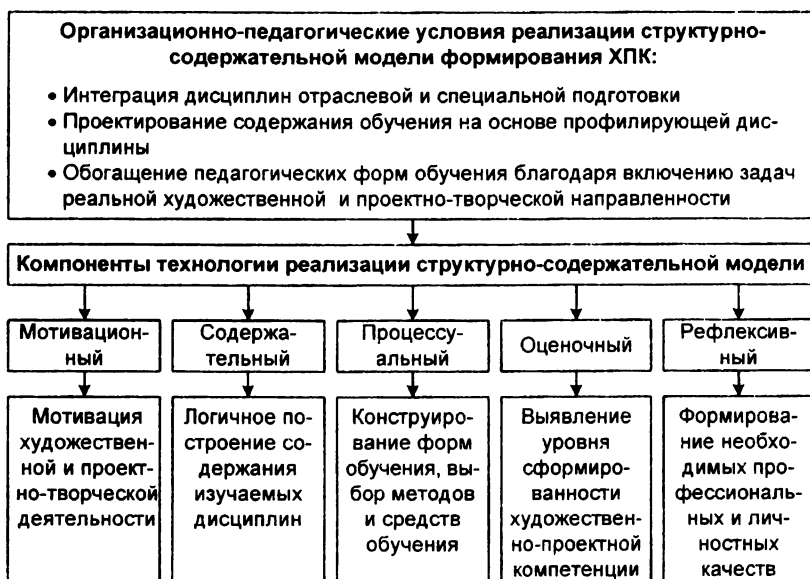 Организационно-педагогические условия реализации структурно-
содержательной модели формирования ХПК:
• Интеграция дисциплин отраслевой и специальной подготовки
• Проектирование содержания обучения на основе профилирующей дис-
циплины
• Обогащение педагогических форм обучения благодаря включению задач
реальной художественной и проектно-творческой направленности
Компоненты технологии реализации структурно-содержательной модели
Мотивацион-
ный
Содержа-
тельный
Процессу-
альный
Оценочный
Рефлексив-
ный
Мотивация
художествен-
ной и проект-
но-творческой
деятельности
Логичное по-
строение со-
держания
изучаемых
дисциплин
Конструиро-
вание форм
обучения, вы-
бор методов
и средств
обучения
Выявление
уровня
сформиро-
ванности
художествен-
но-проектной
компетенции
Формирова-
ние необхо-
димых про-
фессиональ-
ных и лич-
ностных
качеств